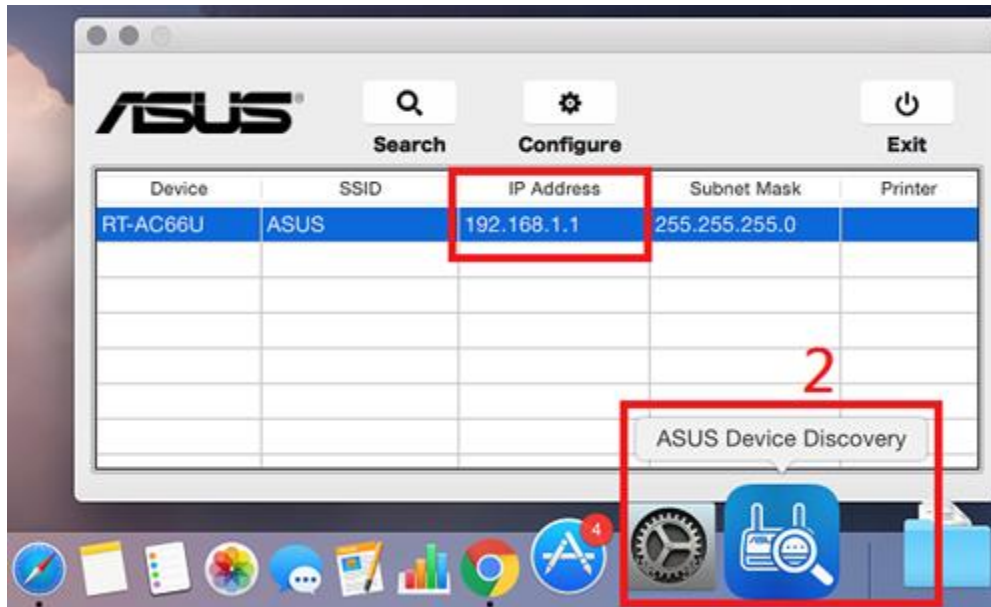 ASUS
Search
Configure
Exit
Device SSID IP Address Subnet Mask Printer
RT-AC66U ASUS 192.168.1.1 255.255.255.0
2
ASUS Device Discovery
4